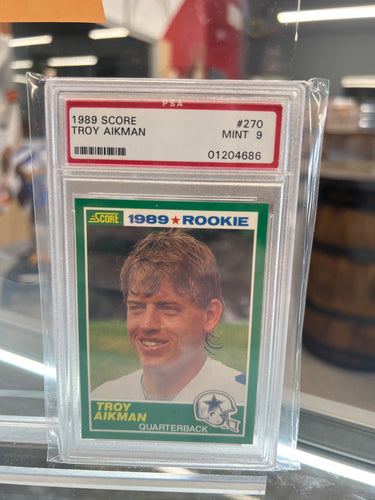 PSA
1989 SCORE #270
TROY AIKMAN MINT 9
01204686
SCORE 1989 ★ ROOKIE
TROY
AIKMAN
QUARTERBACK